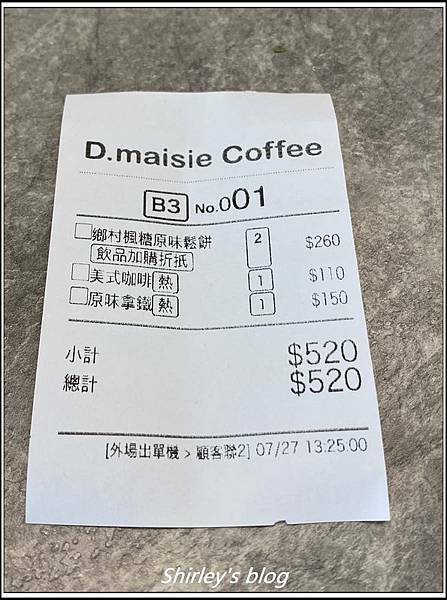 D.maisie Coffee
B3 No.001
鄉村楓糖原味鬆餅 2 $260
飲品加購折抵
美式咖啡 熱 1 $110
原味拿鐵 熱 1 $150
小計 $520
總計 $520
[外場出單機 > 顧客聯2] 07/27 13:25:00
Shirley's blog